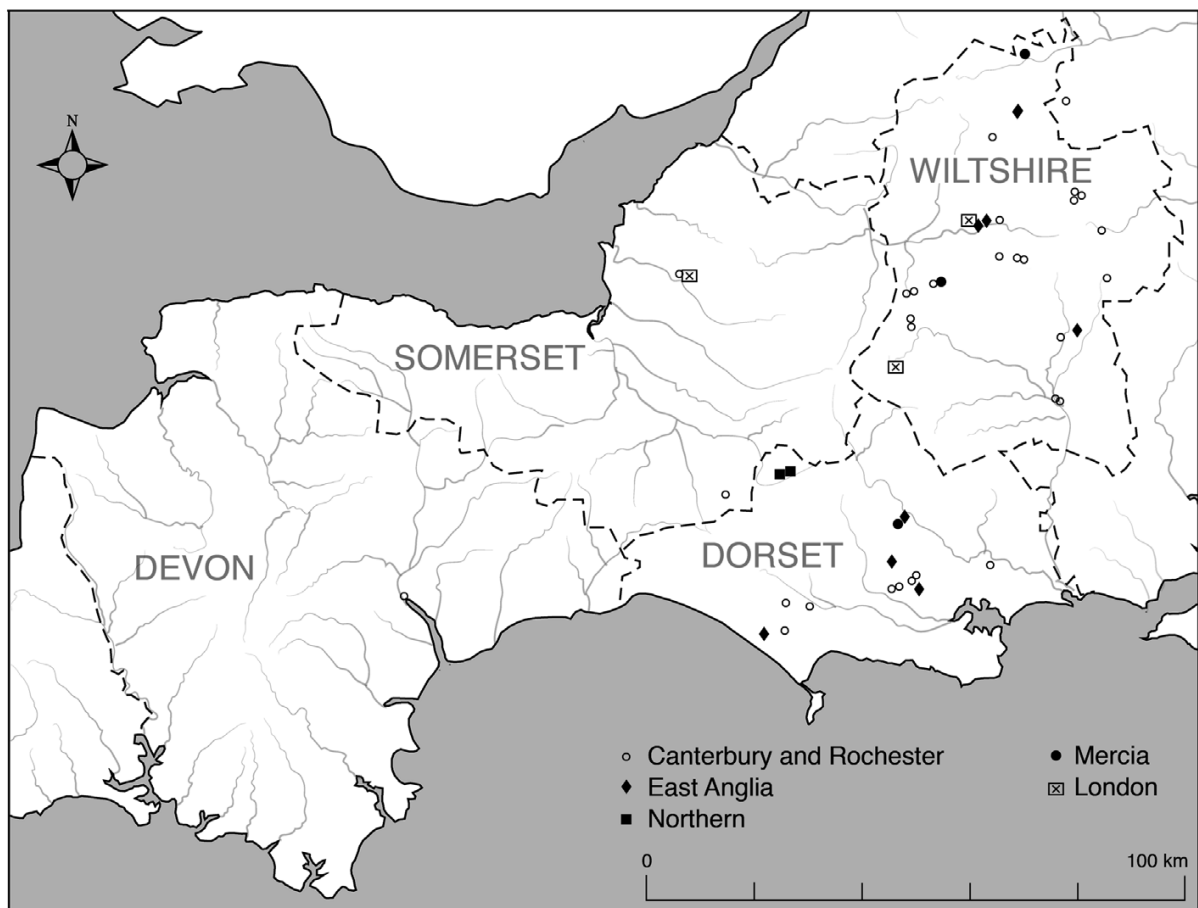 N
WILTSHIRE
SOMERSET
DORSET
DEVON
Canterbury and Rochester
East Anglia
Northern
Mercia
London
0 100 km